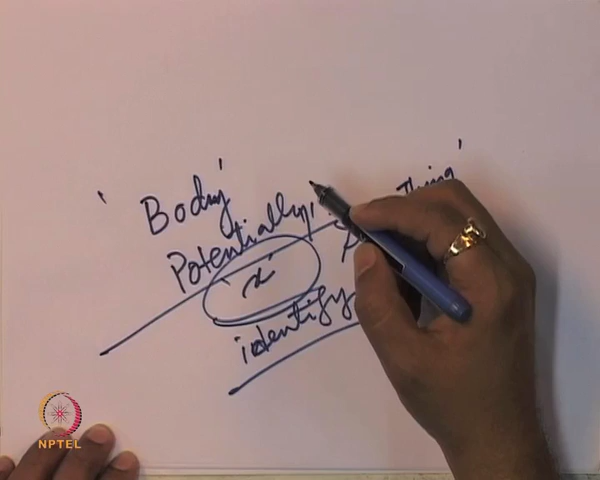 'Body'
Potentially,
x
identify
NPTEL